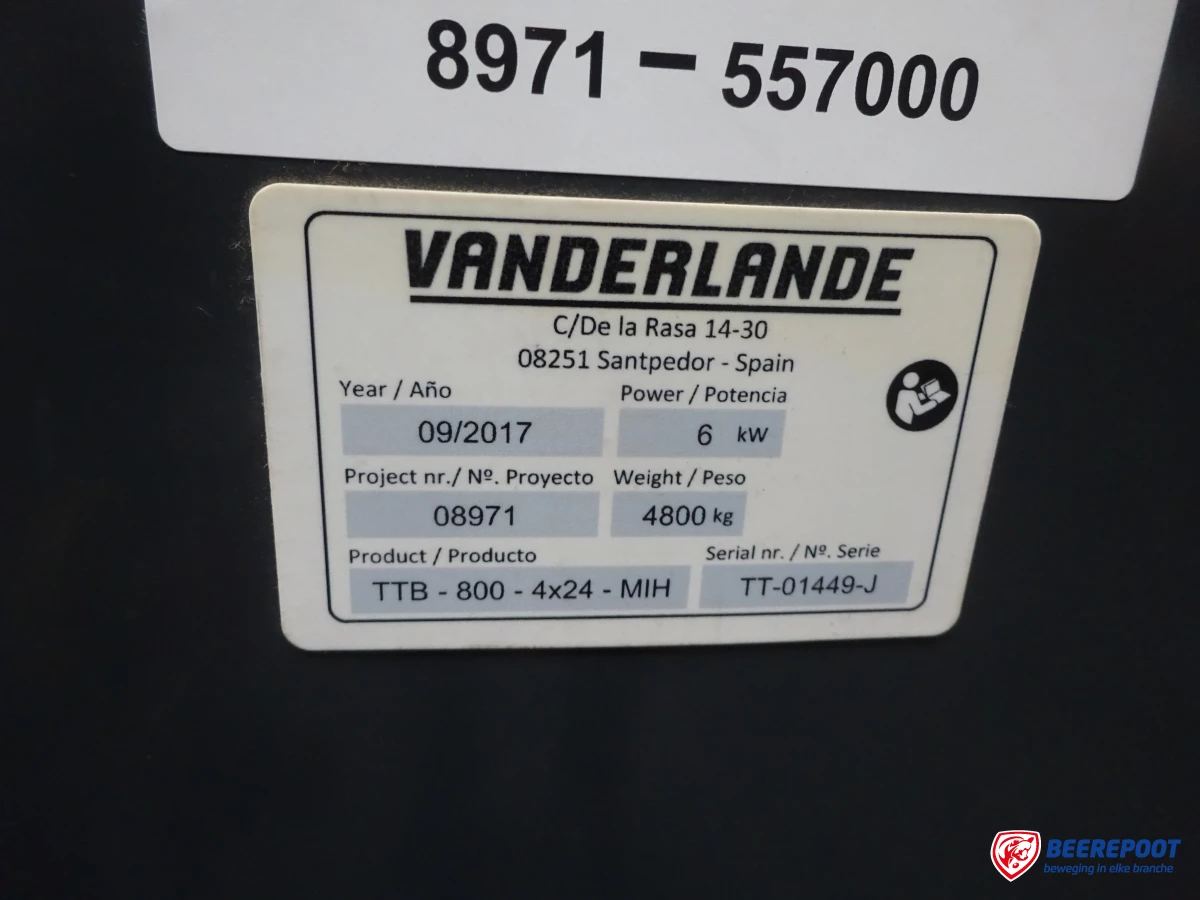 8971 - 557000
VANDERLANDE
C/De la Rasa 14-30
08251 Santpedor - Spain
Year / Año Power / Potencia
09/2017 6 kW
Project nr./ Nº. Proyecto Weight / Peso
08971 4800 kg
Product / Producto Serial nr. / Nº. Serie
TTB - 800 - 4x24 - MIH TT-01449-J
BEEREPOOT
beweging in elke branche